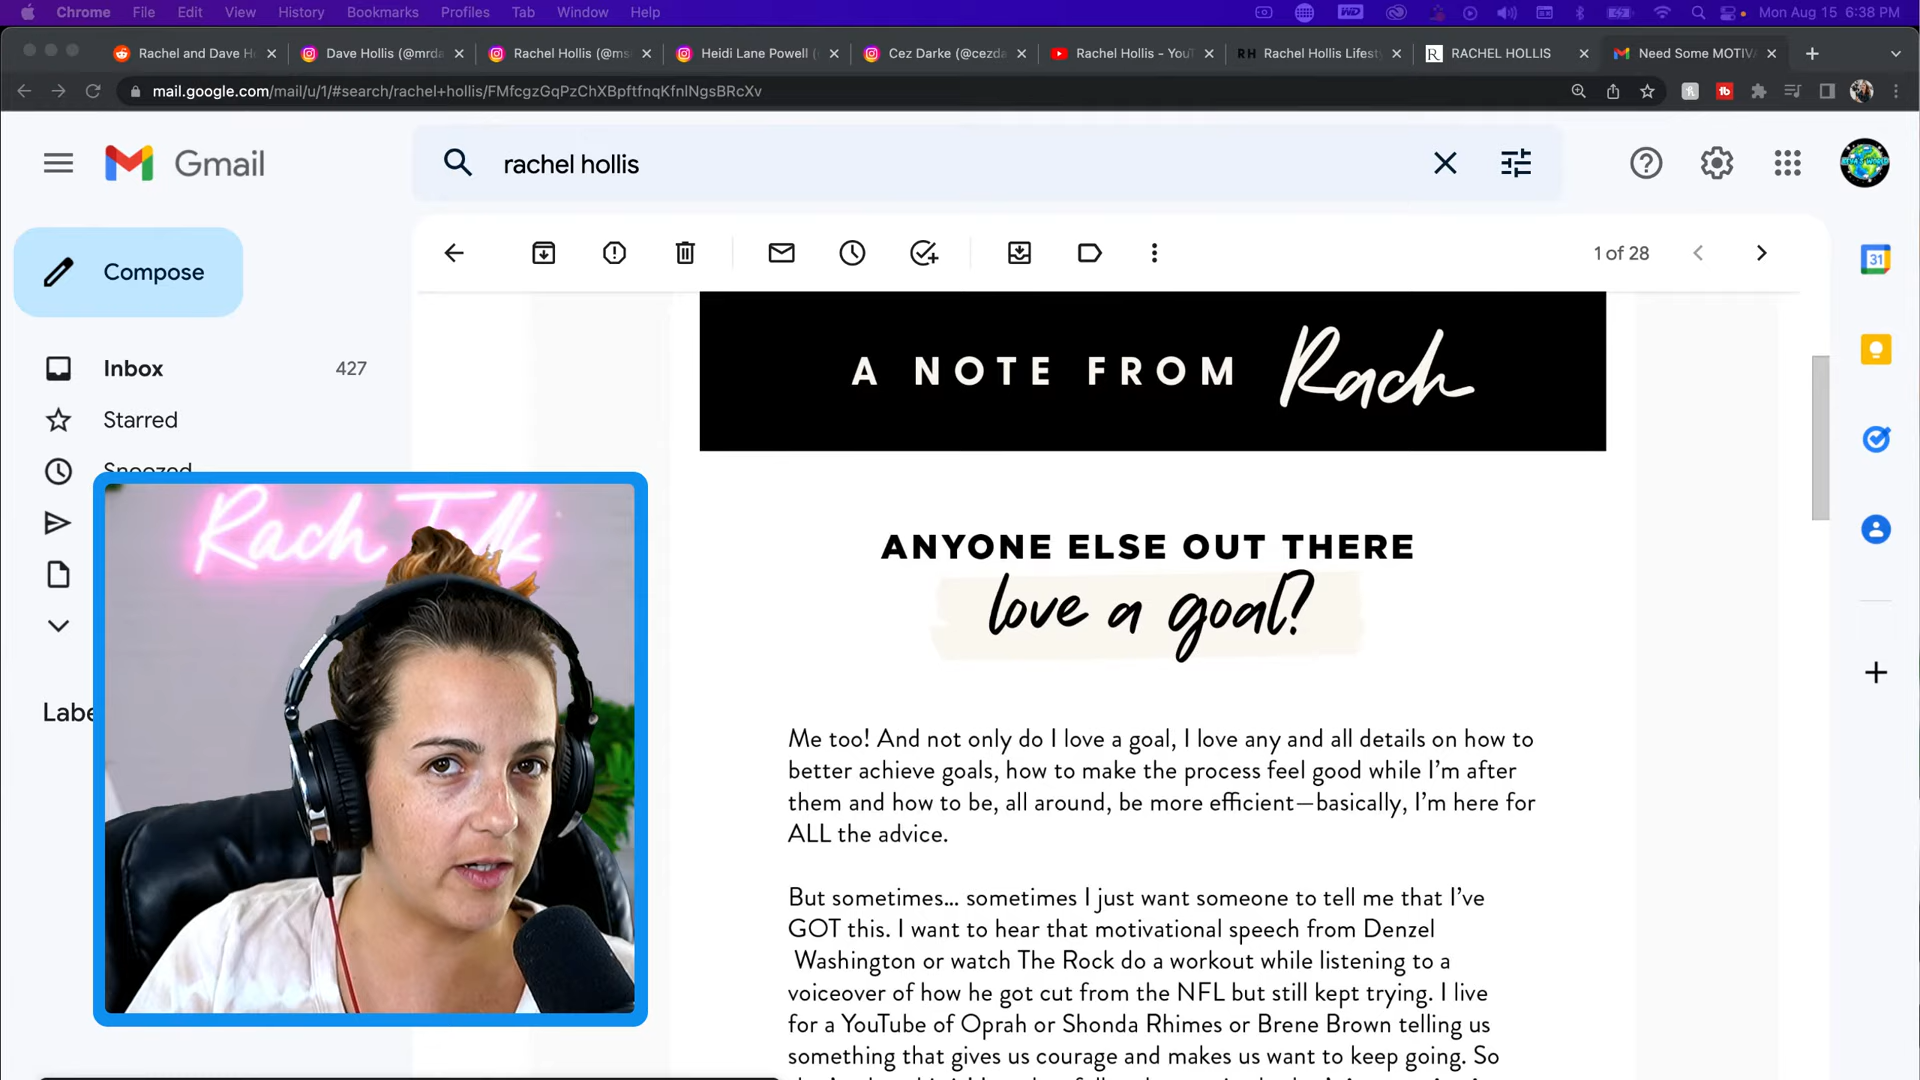 Chrome File Edit View History Bookmarks Profiles Tab Window Help
Mon Aug 15 6:38 PM
Rachel and Dave H
Dave Hollis (@mrda
Rachel Hollis (@ms
Heidi Lane Powell (
Cez Darke (@cezda
Rachel Hollis - YouT
RH Rachel Hollis Lifest
R RACHEL HOLLIS
Need Some MOTIVA
mail.google.com/mail/u/1/#search/rachel+hollis/FMfcgzGqPzChXBpftfnqKfnlNgsBRcXv
Gmail
rachel hollis
Compose
1 of 28
31
Inbox 427
Starred
Snoozed
Labe
Rach Talk
A NOTE FROM Rach
ANYONE ELSE OUT THERE
love a goal?
Me too! And not only do I love a goal, I love any and all details on how to
better achieve goals, how to make the process feel good while I'm after
them and how to be, all around, be more efficient—basically, I'm here for
ALL the advice.
But sometimes... sometimes I just want someone to tell me that I've
GOT this. I want to hear that motivational speech from Denzel
Washington or watch The Rock do a workout while listening to a
voiceover of how he got cut from the NFL but still kept trying. I live
for a YouTube of Oprah or Shonda Rhimes or Brene Brown telling us
something that gives us courage and makes us want to keep going. So